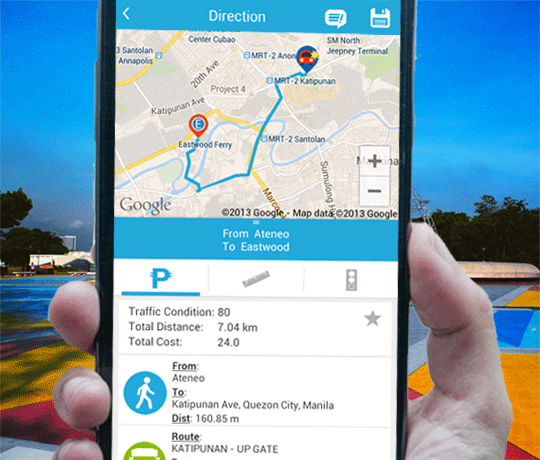 Direction
3 Santolan
Annapolis
Center Cubao
MRT-2 Anon
SM North
Jeepney Terminal
20th Ave
Project 4
MRT-2 Katipunan
Katipunan Ave
E
Eastwood Ferry
MRT-2 Santolan
Sumulong H
Marcos
+
−
Google
©2013 Google - Map data ©2013 Google
From Ateneo
To Eastwood
P
Traffic Condition: 80
Total Distance: 7.04 km
Total Cost: 24.0
From:
Ateneo
To:
Katipunan Ave, Quezon City, Manila
Dist: 160.85 m
Route:
KATIPUNAN - UP GATE